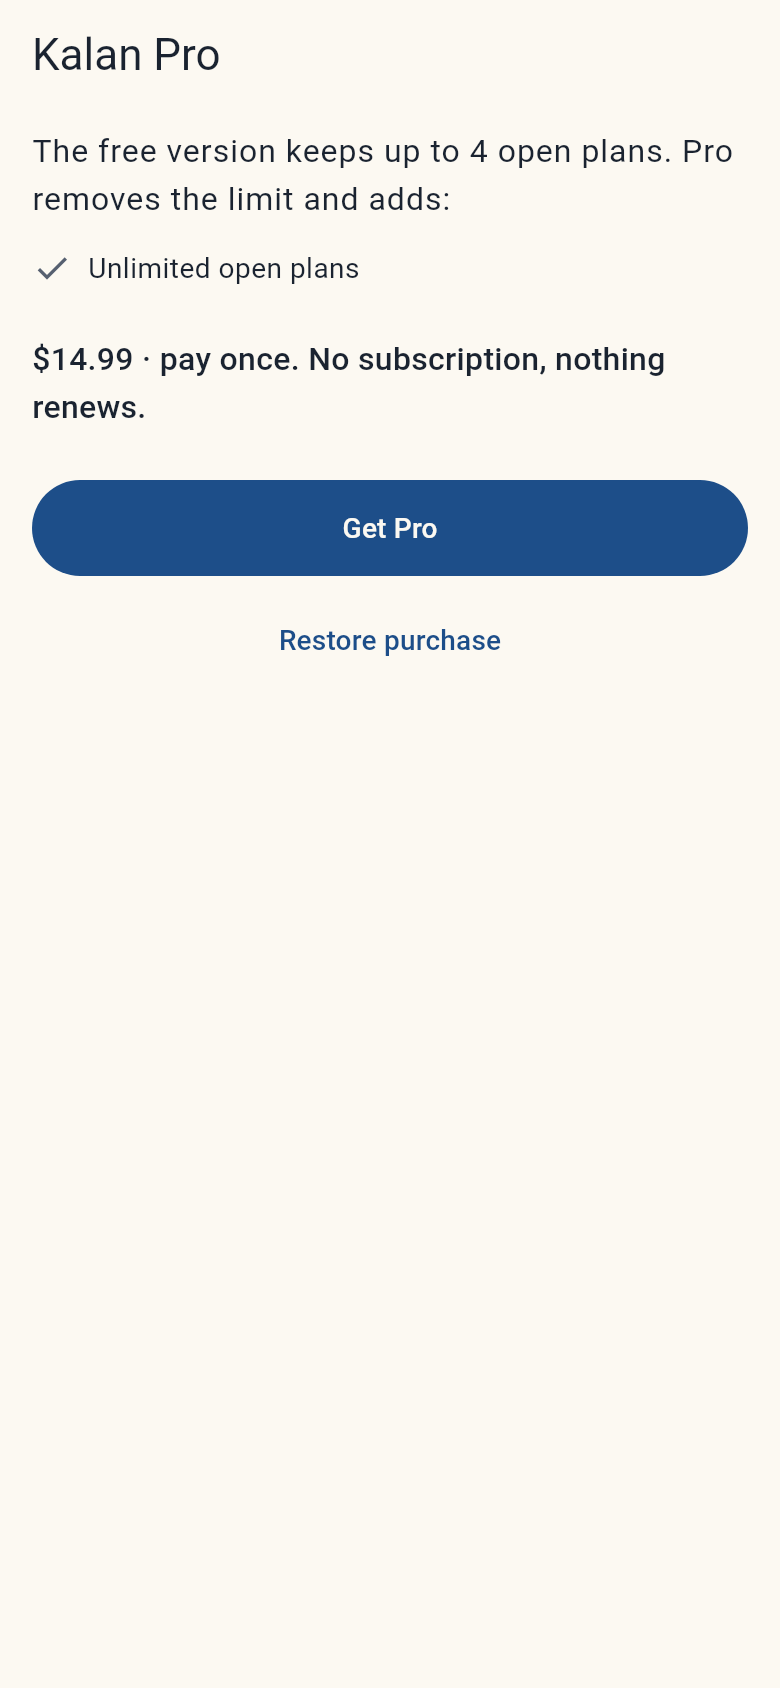 Kalan Pro
The free version keeps up to 4 open plans. Pro
removes the limit and adds:
Unlimited open plans
$14.99 · pay once. No subscription, nothing
renews.
Get Pro
Restore purchase